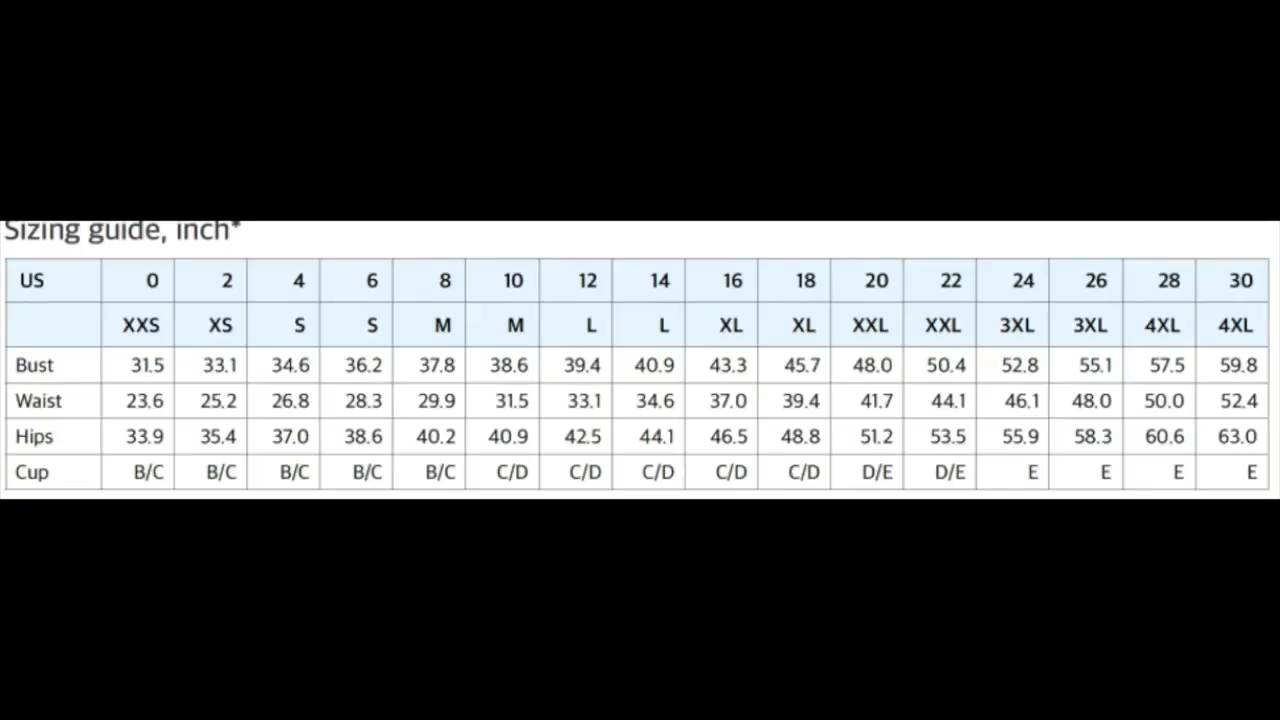 Sizing guide, inch*
US 0 2 4 6 8 10 12 14 16 18 20 22 24 26 28 30
XXS XS S S M M L L XL XL XXL XXL 3XL 3XL 4XL 4XL
Bust 31.5 33.1 34.6 36.2 37.8 38.6 39.4 40.9 43.3 45.7 48.0 50.4 52.8 55.1 57.5 59.8
Waist 23.6 25.2 26.8 28.3 29.9 31.5 33.1 34.6 37.0 39.4 41.7 44.1 46.1 48.0 50.0 52.4
Hips 33.9 35.4 37.0 38.6 40.2 40.9 42.5 44.1 46.5 48.8 51.2 53.5 55.9 58.3 60.6 63.0
Cup B/C B/C B/C B/C B/C C/D C/D C/D C/D C/D D/E D/E E E E E